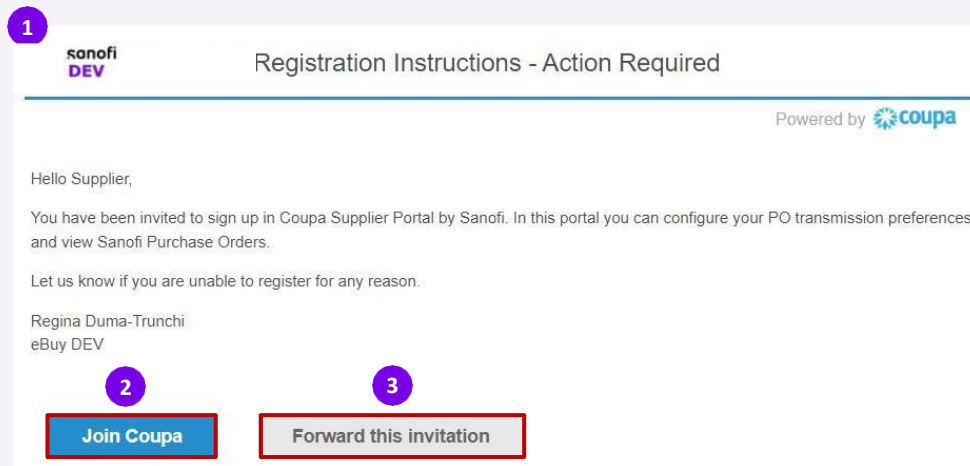 1
sanofi
DEV
Registration Instructions - Action Required
Powered by coupa
Hello Supplier,
You have been invited to sign up in Coupa Supplier Portal by Sanofi. In this portal you can configure your PO transmission preferences
and view Sanofi Purchase Orders.
Let us know if you are unable to register for any reason.
Regina Duma-Trunchi
eBuy DEV
2 3
Join Coupa Forward this invitation